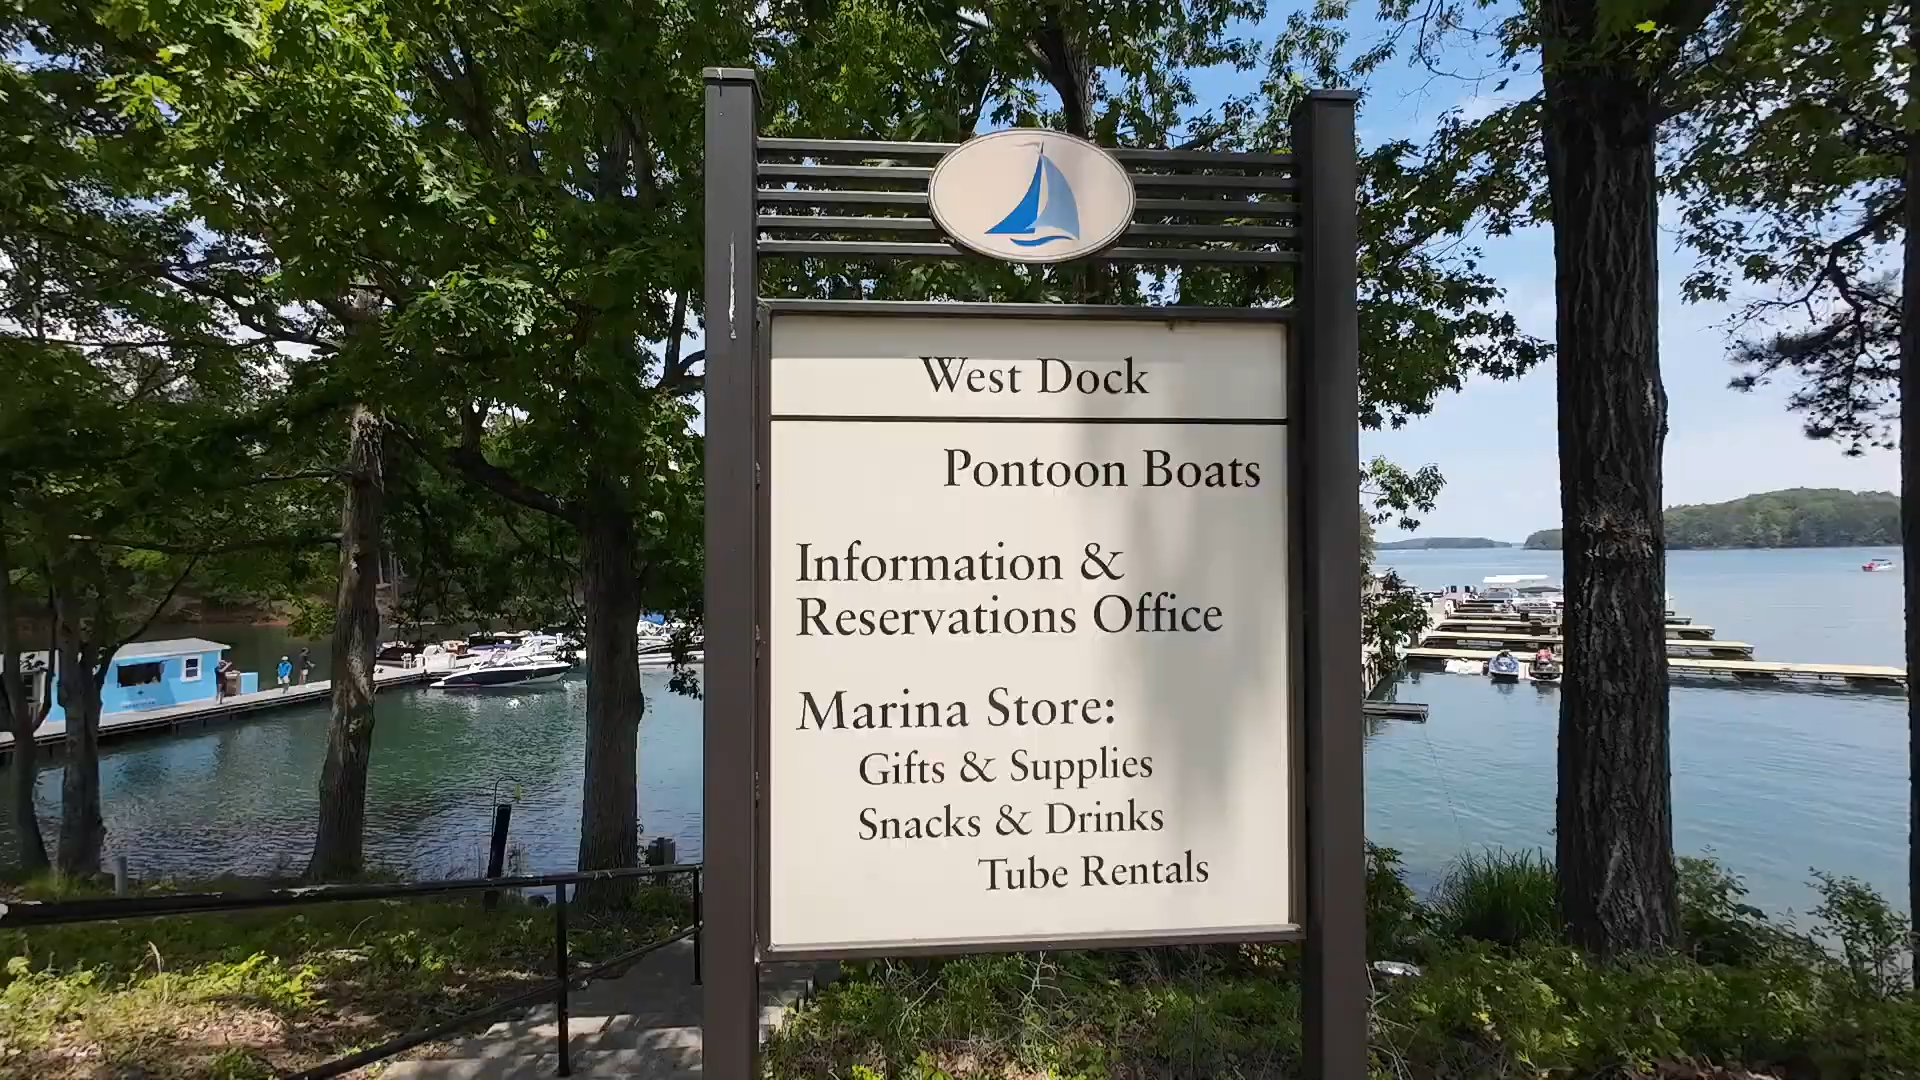 West Dock
Pontoon Boats
Information &
Reservations Office
Marina Store:
Gifts & Supplies
Snacks & Drinks
Tube Rentals